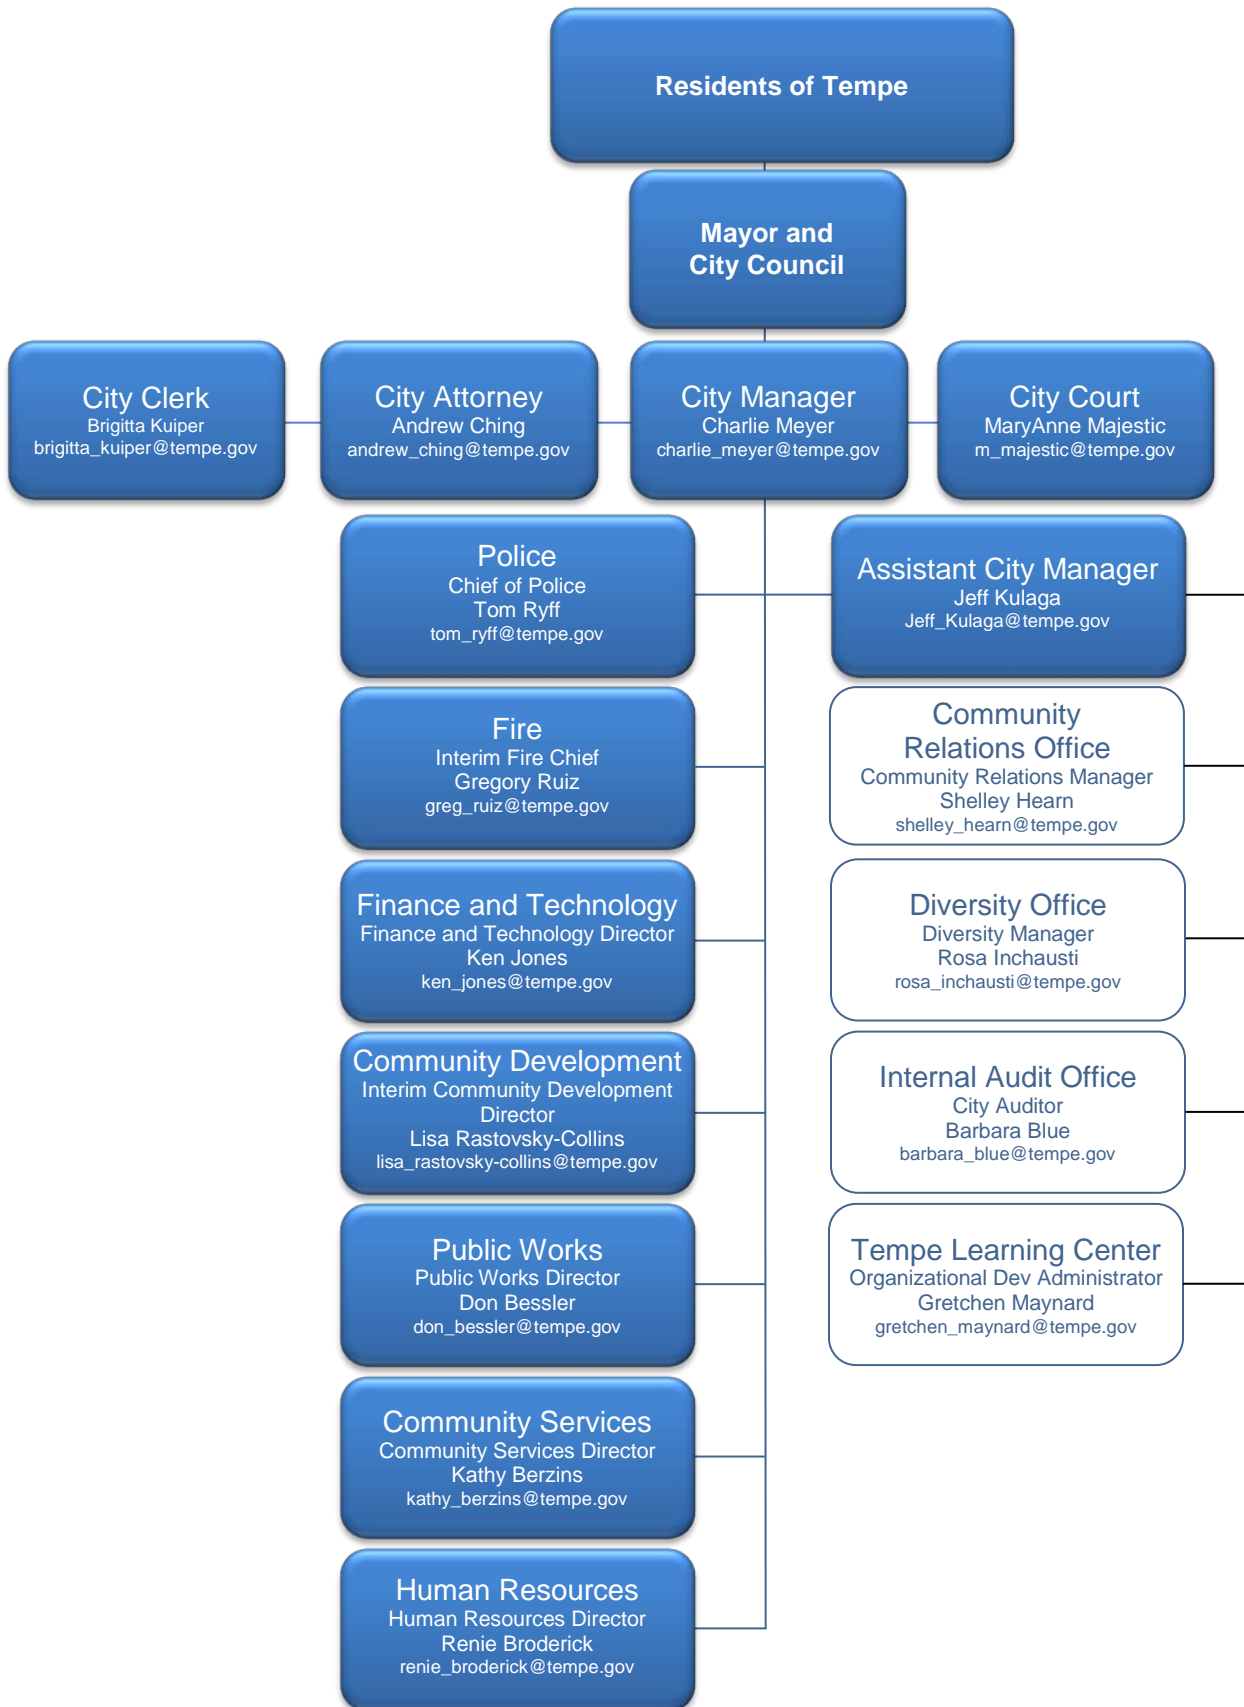 Residents of Tempe
Mayor and
City Council
City Clerk
Brigitta Kuiper
brigitta_kuiper@tempe.gov
City Attorney
Andrew Ching
andrew_ching@tempe.gov
City Manager
Charlie Meyer
charlie_meyer@tempe.gov
City Court
MaryAnne Majestic
m_majestic@tempe.gov
Police
Chief of Police
Tom Ryff
tom_ryff@tempe.gov
Assistant City Manager
Jeff Kulaga
Jeff_Kulaga@tempe.gov
Fire
Interim Fire Chief
Gregory Ruiz
greg_ruiz@tempe.gov
Community
Relations Office
Community Relations Manager
Shelley Hearn
shelley_hearn@tempe.gov
Finance and Technology
Finance and Technology Director
Ken Jones
ken_jones@tempe.gov
Diversity Office
Diversity Manager
Rosa Inchausti
rosa_inchausti@tempe.gov
Community Development
Interim Community Development
Director
Lisa Rastovsky-Collins
lisa_rastovsky-collins@tempe.gov
Internal Audit Office
City Auditor
Barbara Blue
barbara_blue@tempe.gov
Public Works
Public Works Director
Don Bessler
don_bessler@tempe.gov
Tempe Learning Center
Organizational Dev Administrator
Gretchen Maynard
gretchen_maynard@tempe.gov
Community Services
Community Services Director
Kathy Berzins
kathy_berzins@tempe.gov
Human Resources
Human Resources Director
Renie Broderick
renie_broderick@tempe.gov